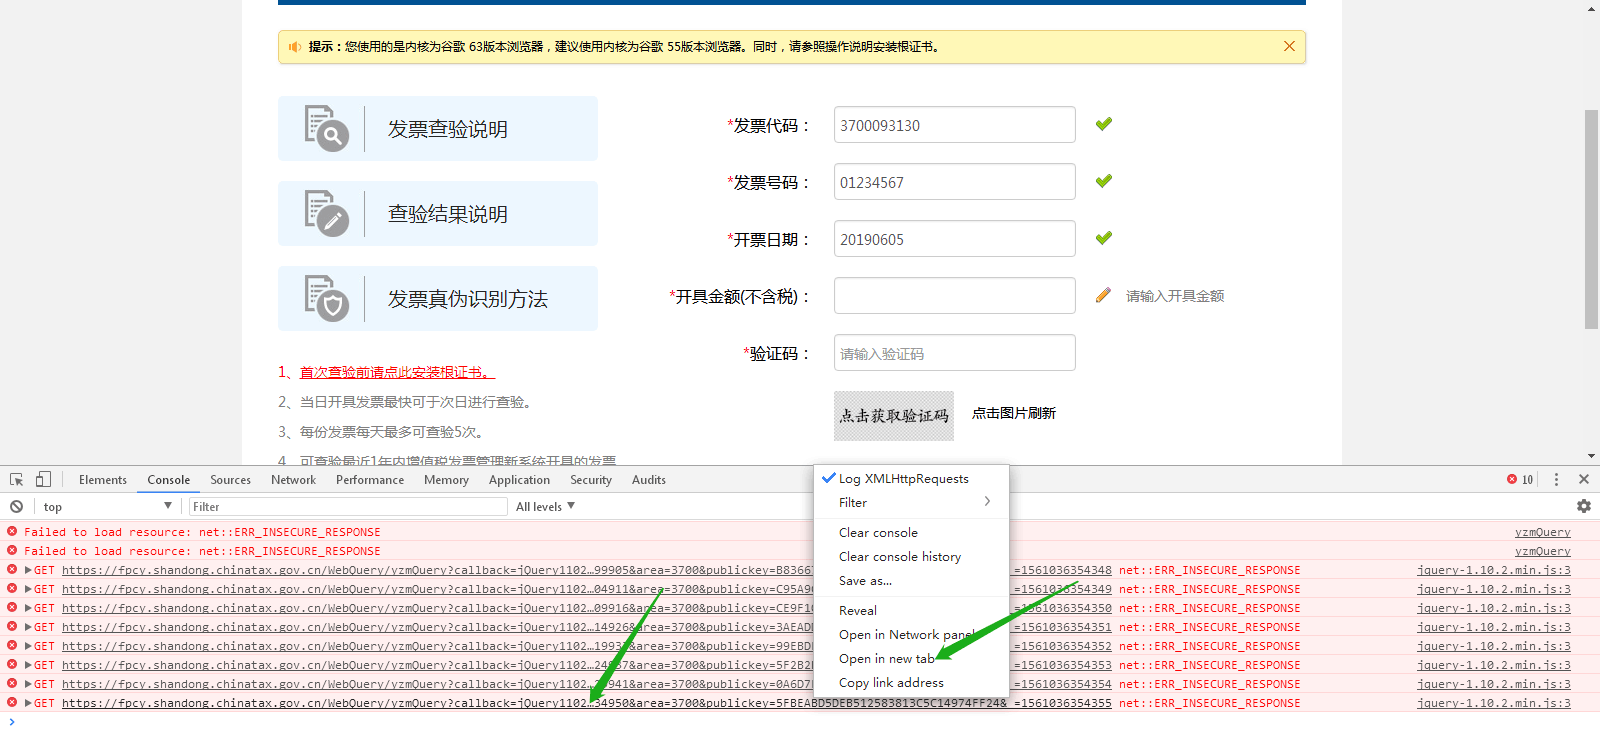 提示：您使用的是内核为谷歌 63版本浏览器，建议使用内核为谷歌 55版本浏览器。同时，请参照操作说明安装根证书。
发票查验说明
查验结果说明
发票真伪识别方法
1、首次查验前请点此安装根证书。
2、当日开具发票最快可于次日进行查验。
3、每份发票每天最多可查验5次。
4、可查验最近1年内增值税发票管理新系统开具的发票
*发票代码： 3700093130
*发票号码： 01234567
*开票日期： 20190605
*开具金额(不含税)： 请输入开具金额
*验证码： 请输入验证码
点击获取验证码 点击图片刷新
Elements Console Sources Network Performance Memory Application Security Audits 10
top Filter All levels
Failed to load resource: net::ERR_INSECURE_RESPONSE yzmQuery
Failed to load resource: net::ERR_INSECURE_RESPONSE yzmQuery
GET https://fpcy.shandong.chinatax.gov.cn/WebQuery/yzmQuery?callback=jQuery1102…99905&area=3700&publickey=B8366 =1561036354348 net::ERR_INSECURE_RESPONSE jquery-1.10.2.min.js:3
GET https://fpcy.shandong.chinatax.gov.cn/WebQuery/yzmQuery?callback=jQuery1102…04911&area=3700&publickey=C95A9 =1561036354349 net::ERR_INSECURE_RESPONSE jquery-1.10.2.min.js:3
GET https://fpcy.shandong.chinatax.gov.cn/WebQuery/yzmQuery?callback=jQuery1102…09916&area=3700&publickey=CE9F1 =1561036354350 net::ERR_INSECURE_RESPONSE jquery-1.10.2.min.js:3
GET https://fpcy.shandong.chinatax.gov.cn/WebQuery/yzmQuery?callback=jQuery1102…14926&area=3700&publickey=3AEAD =1561036354351 net::ERR_INSECURE_RESPONSE jquery-1.10.2.min.js:3
GET https://fpcy.shandong.chinatax.gov.cn/WebQuery/yzmQuery?callback=jQuery1102…1993 &area=3700&publickey=99EBD =1561036354352 net::ERR_INSECURE_RESPONSE jquery-1.10.2.min.js:3
GET https://fpcy.shandong.chinatax.gov.cn/WebQuery/yzmQuery?callback=jQuery1102…24 37&area=3700&publickey=5F2B2 =1561036354353 net::ERR_INSECURE_RESPONSE jquery-1.10.2.min.js:3
GET https://fpcy.shandong.chinatax.gov.cn/WebQuery/yzmQuery?callback=jQuery1102… 941&area=3700&publickey=0A6D7 =1561036354354 net::ERR_INSECURE_RESPONSE jquery-1.10.2.min.js:3
GET https://fpcy.shandong.chinatax.gov.cn/WebQuery/yzmQuery?callback=jQuery1102…34950&area=3700&publickey=5FBEABD5DEB512583813C5C14974FF24&_=1561036354355 net::ERR_INSECURE_RESPONSE jquery-1.10.2.min.js:3
Log XMLHttpRequests
Filter
Clear console
Clear console history
Save as...
Reveal
Open in Network panel
Open in new tab
Copy link address